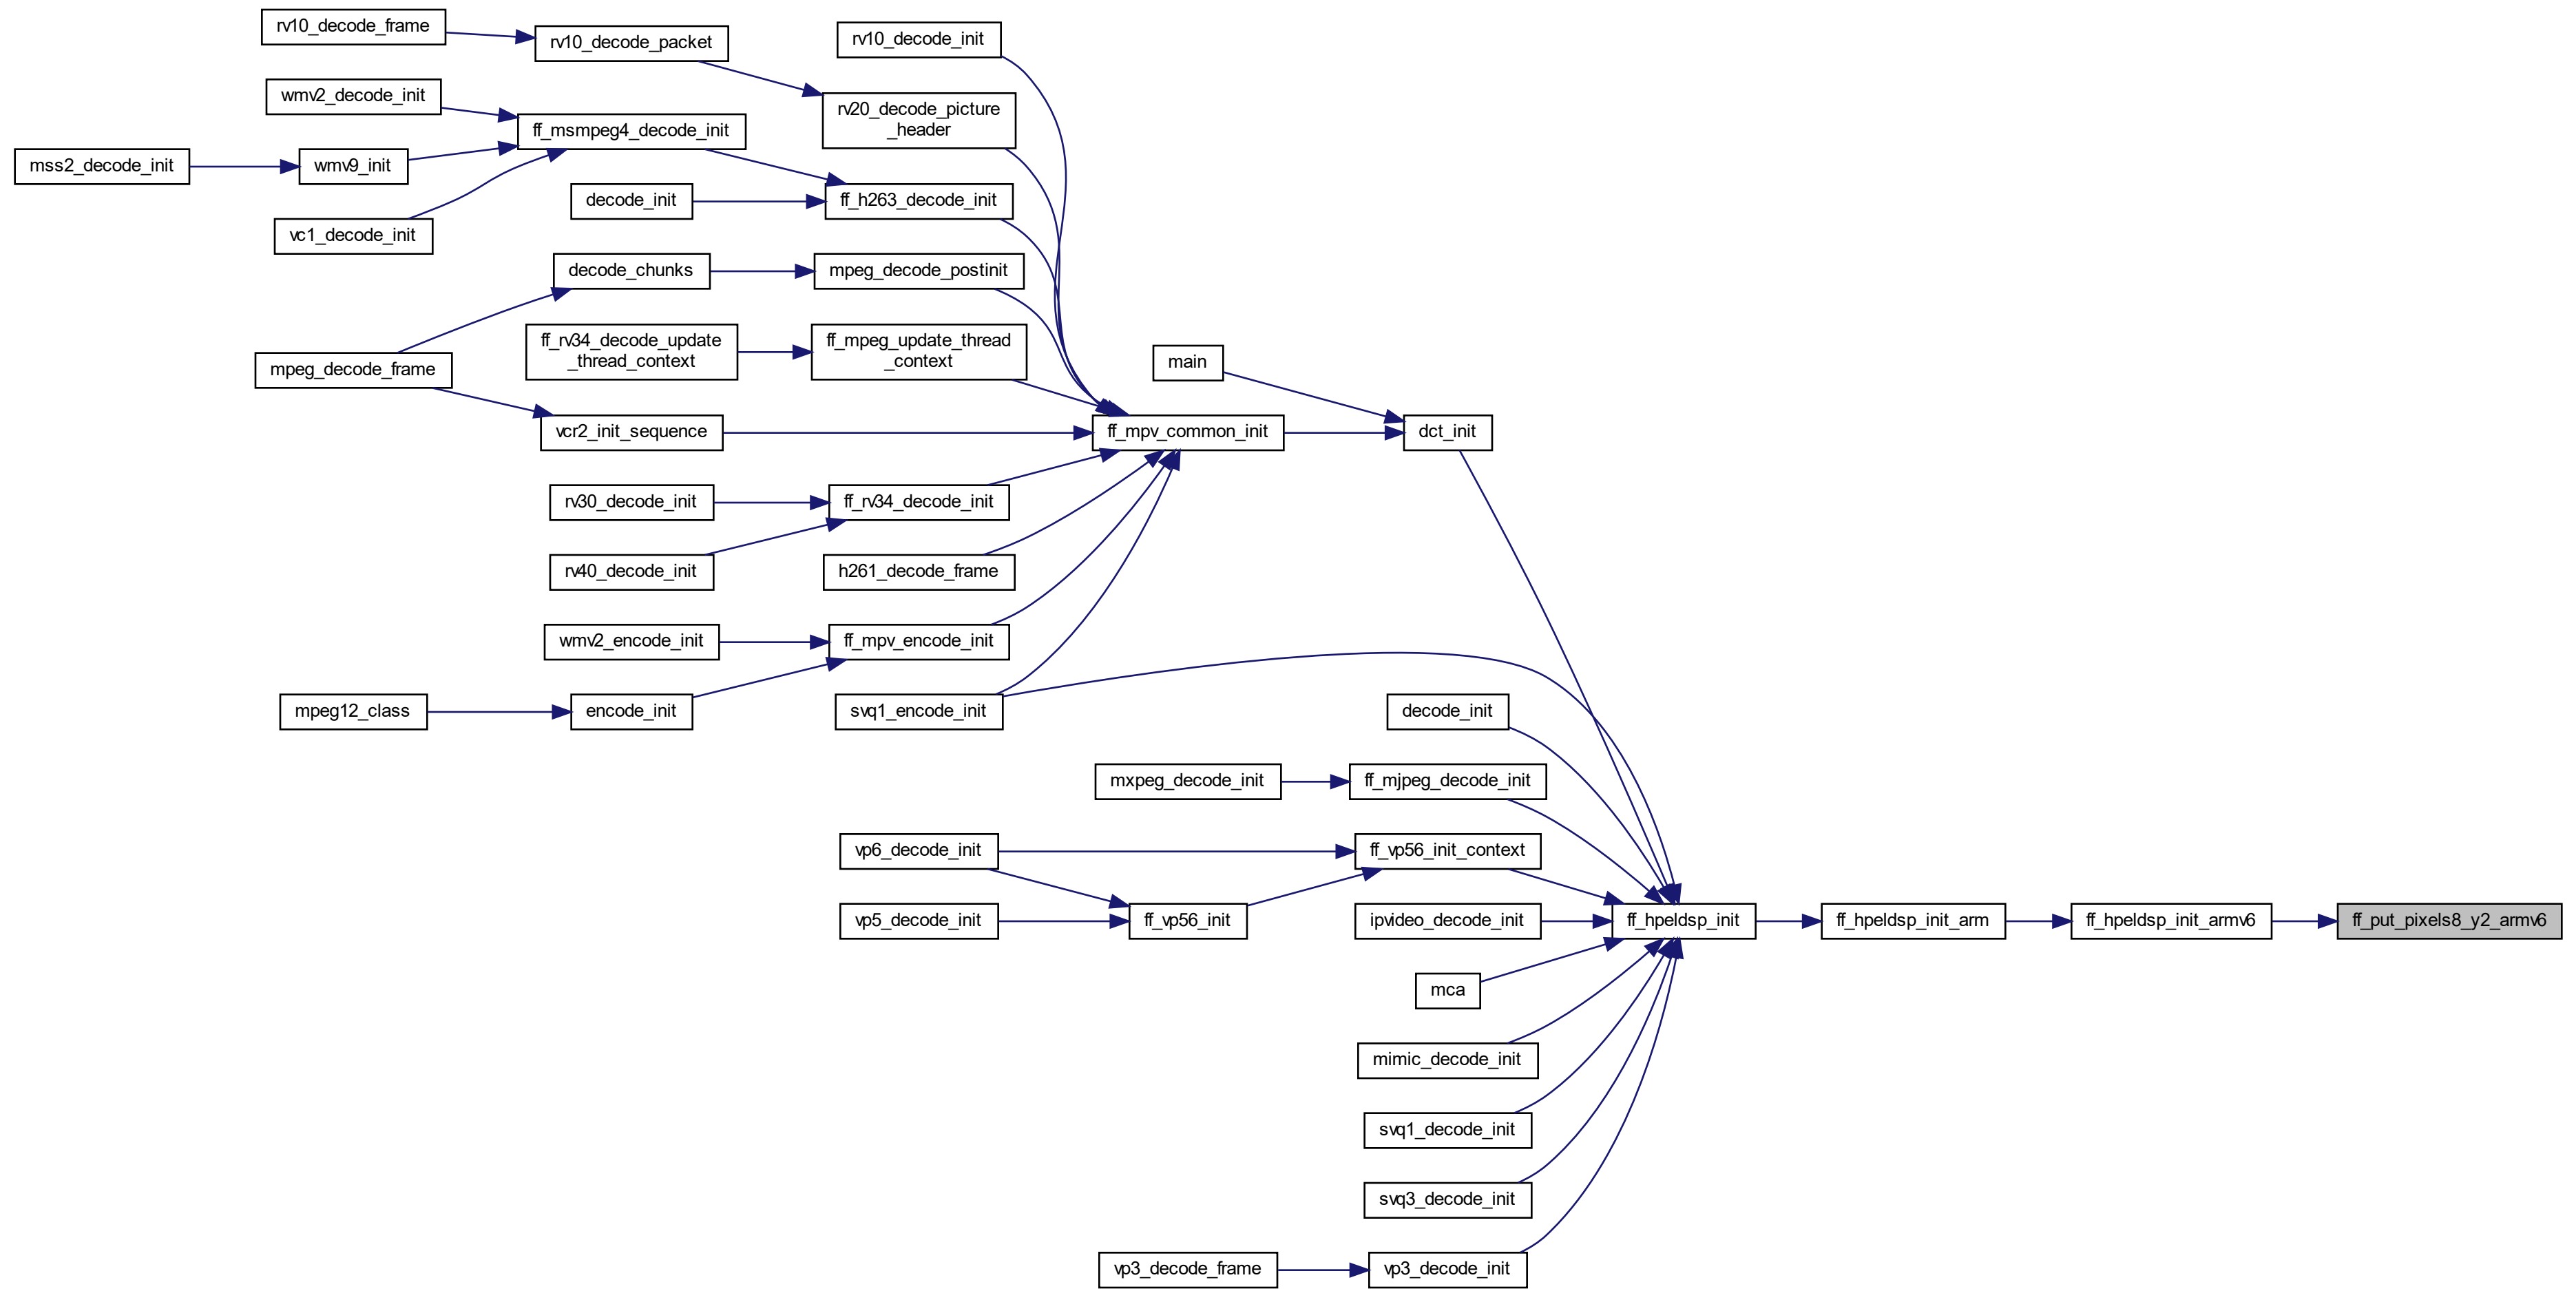 rv10_decode_frame
rv10_decode_packet
rv10_decode_init
wmv2_decode_init
rv20_decode_picture
_header
ff_msmpeg4_decode_init
mss2_decode_init
wmv9_init
decode_init
ff_h263_decode_init
vc1_decode_init
decode_chunks
mpeg_decode_postinit
ff_rv34_decode_update
_thread_context
ff_mpeg_update_thread
_context
main
mpeg_decode_frame
vcr2_init_sequence
ff_mpv_common_init
dct_init
rv30_decode_init
ff_rv34_decode_init
rv40_decode_init
h261_decode_frame
wmv2_encode_init
ff_mpv_encode_init
mpeg12_class
encode_init
svq1_encode_init
decode_init
mxpeg_decode_init
ff_mjpeg_decode_init
vp6_decode_init
ff_vp56_init_context
vp5_decode_init
ff_vp56_init
ipvideo_decode_init
ff_hpeldsp_init
ff_hpeldsp_init_arm
ff_hpeldsp_init_armv6
ff_put_pixels8_y2_armv6
mca
mimic_decode_init
svq1_decode_init
svq3_decode_init
vp3_decode_frame
vp3_decode_init